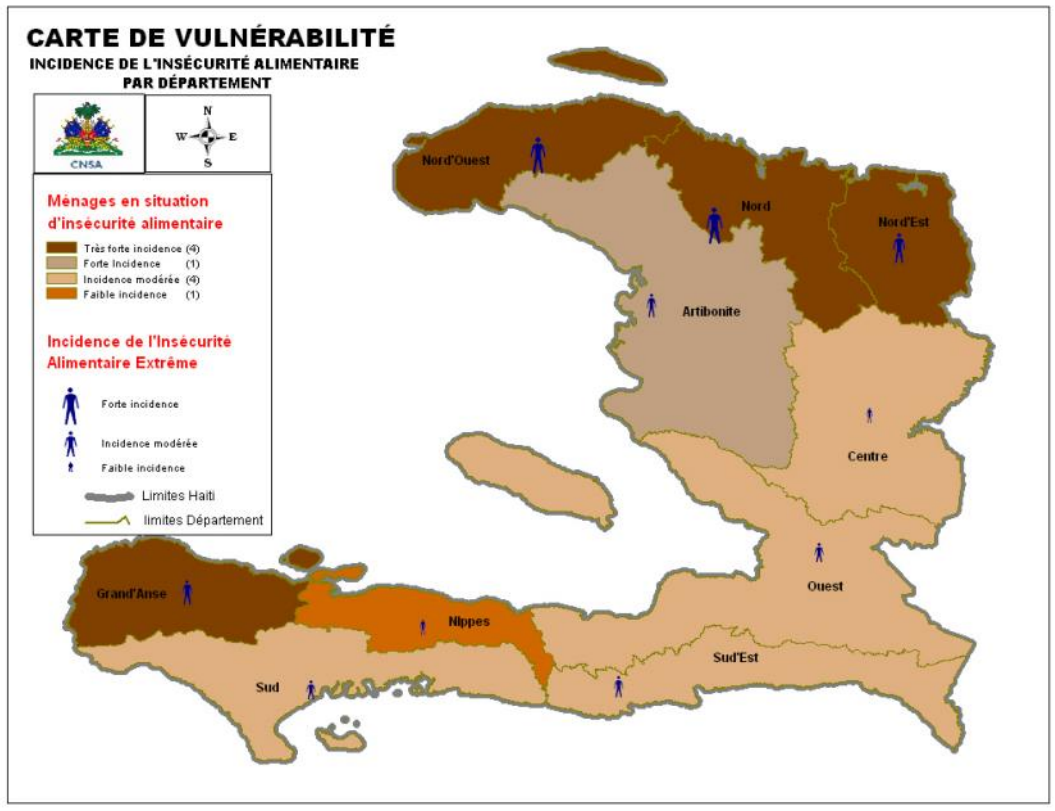 CARTE DE VULNÉRABILITÉ
INCIDENCE DE L'INSÉCURITÉ ALIMENTAIRE
PAR DÉPARTEMENT
CNSA
N
W E
S
Ménages en situation
d'insécurité alimentaire
Très forte incidence (4)
Forte Incidence (1)
Incidence modérée (4)
Faible incidence (1)
Incidence de l'Insécurité
Alimentaire Extrême
Forte incidence
Incidence modérée
Faible incidence
Limites Haiti
limites Département
Nord'Ouest
Nord
Nord'Est
Artibonite
Centre
Ouest
Grand'Anse
Nippes
Sud'Est
Sud